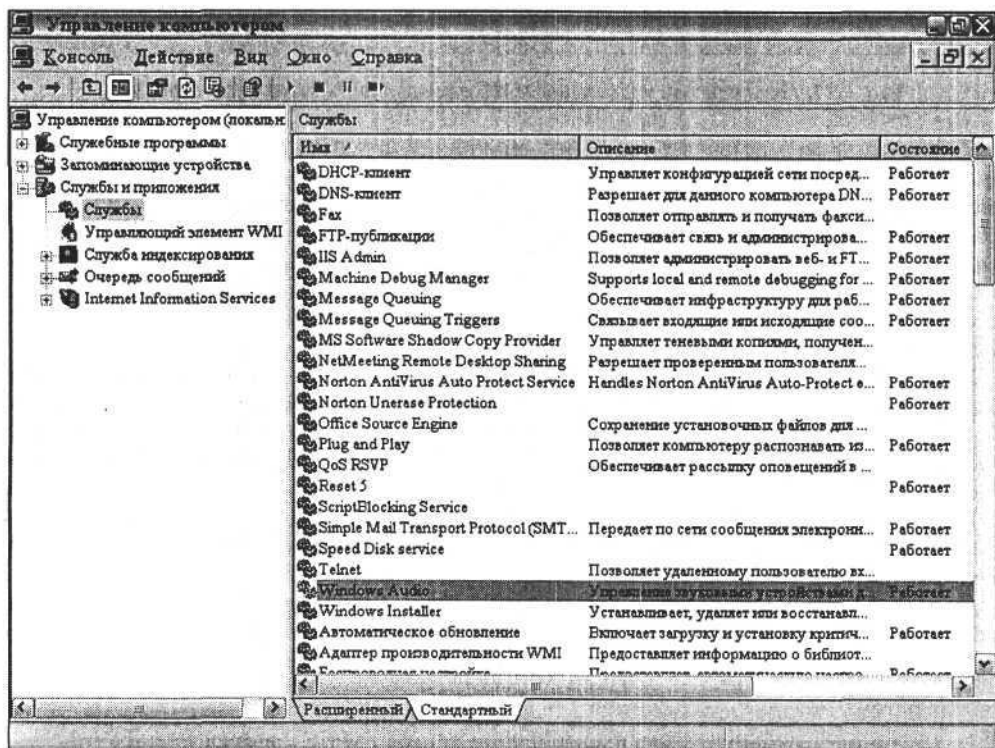 Управление компьютером
Консоль Действие Вид Окно Справка
Управление компьютером (локальн
Служебные программы
Запоминающие устройства
Службы и приложения
Службы
Управляющий элемент WMI
Служба индексирования
Очередь сообщений
Internet Information Services
Службы
Имя Описание Состояние
DHCP-клиент Управляет конфигурацией сети посред... Работает
DNS-клиент Разрешает для данного компьютера DN... Работает
Fax Позволяет отправлять и получать факси...
FTP-публикации Обеспечивает связь и администрирова... Работает
IIS Admin Позволяет администрировать веб- и FT... Работает
Machine Debug Manager Supports local and remote debugging for ... Работает
Message Queuing Обеспечивает инфраструктуру для раб... Работает
Message Queuing Triggers Связывает входящие или исходящие соо... Работает
MS Software Shadow Copy Provider Управляет теневыми копиями, получен...
NetMeeting Remote Desktop Sharing Разрешает проверенным пользователя...
Norton AntiVirus Auto Protect Service Handles Norton AntiVirus Auto-Protect e... Работает
Norton Unerase Protection Работает
Office Source Engine Сохранение установочных файлов для ...
Plug and Play Позволяет компьютеру распознавать из... Работает
QoS RSVP Обеспечивает рассылку оповещений в ...
Reset 5 Работает
ScriptBlocking Service
Simple Mail Transport Protocol (SMT... Передает по сети сообщения электронн... Работает
Speed Disk service Работает
Telnet Позволяет удаленному пользователю вх...
Windows Audio Управление звуковыми устройствами д... Работает
Windows Installer Устанавливает, удаляет или восстанавл...
Автоматическое обновление Включает загрузку и установку критич... Работает
Адаптер производительности WMI Предоставляет информацию о библиот...
Беспроводная настройка Предоставляет автоматическую настро... Работает
Расширенный Стандартный